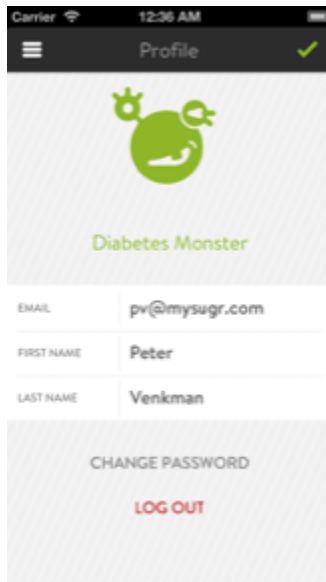 Carrier 12:36 AM
Profile
Diabetes Monster
EMAIL pv@mysugr.com
FIRST NAME Peter
LAST NAME Venkman
CHANGE PASSWORD
LOG OUT